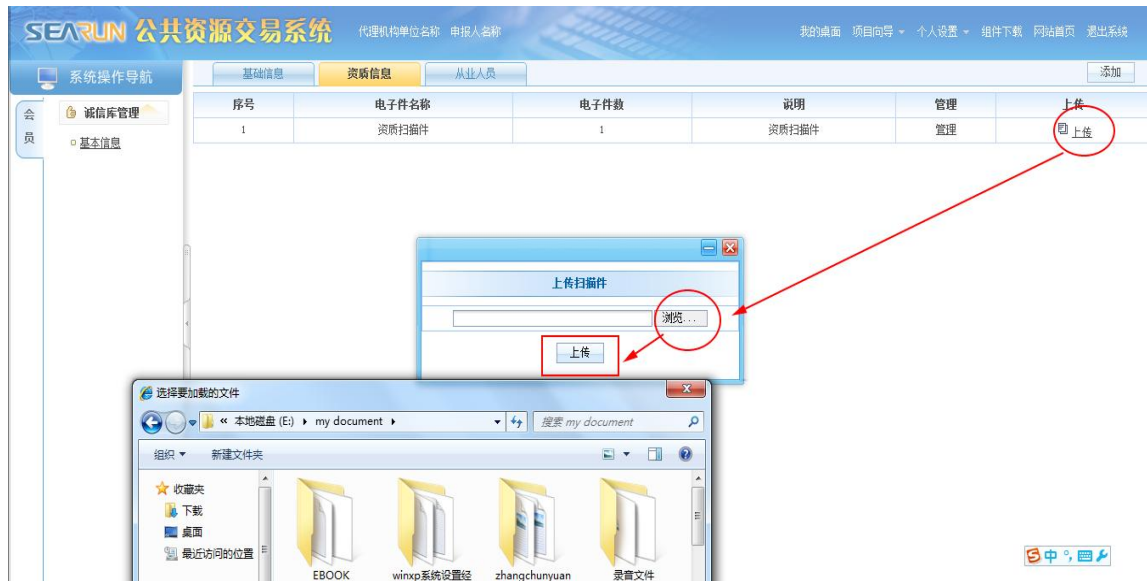 SEARUN 公共资源交易系统 代理机构单位名称 申报人名称 我的桌面 项目向导 个人设置 组件下载 网站首页 退出系统
系统操作导航 基础信息 资质信息 从业人员 添加
会员
诚信库管理
基本信息
序号 电子件名称 电子件数 说明 管理 上传
1 资质扫描件 1 资质扫描件 管理 上传
上传扫描件
浏览...
上传
选择要加载的文件
« 本地磁盘 (E:) my document 搜索 my document
组织 新建文件夹
收藏夹
下载
桌面
最近访问的位置
EBOOK winxp系统设置经 zhangchunyuan 录音文件
中